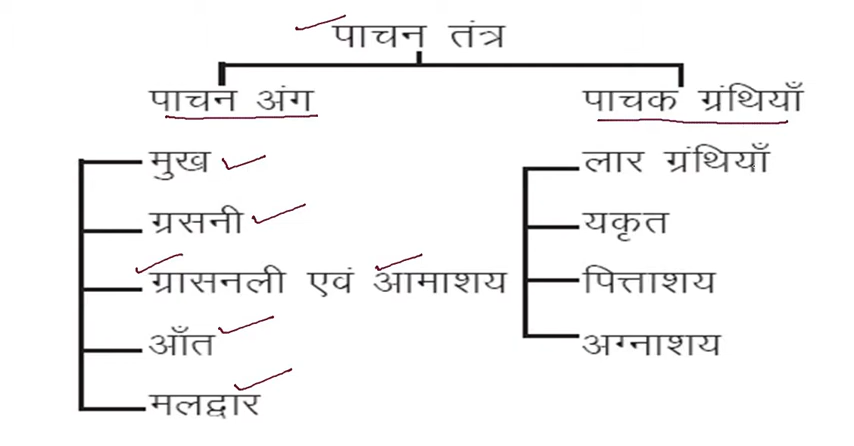 पाचन तंत्र
पाचन अंग
मुख
ग्रसनी
ग्रासनली एवं आमाशय
आँत
मलद्वार
पाचक ग्रंथियाँ
लार ग्रंथियाँ
यकृत
पित्ताशय
अग्नाशय